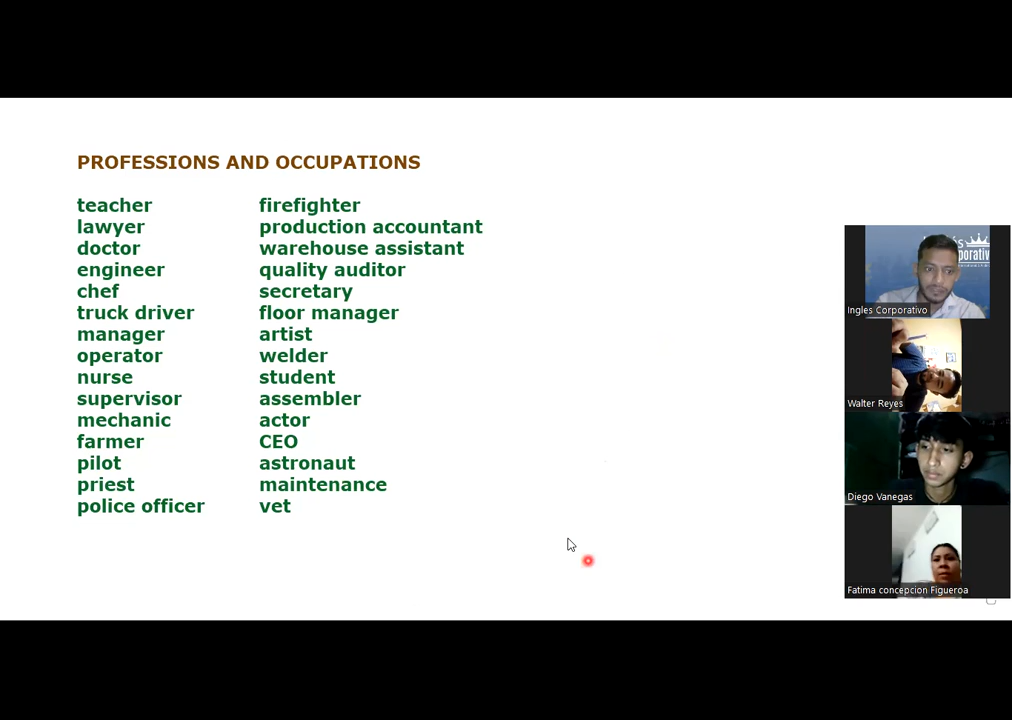 PROFESSIONS AND OCCUPATIONS
teacher
lawyer
doctor
engineer
chef
truck driver
manager
operator
nurse
supervisor
mechanic
farmer
pilot
priest
police officer
firefighter
production accountant
warehouse assistant
quality auditor
secretary
floor manager
artist
welder
student
assembler
actor
CEO
astronaut
maintenance
vet
Ingles Corporativo
Walter Reyes
Diego Vanegas
Fatima concepcion Figueroa